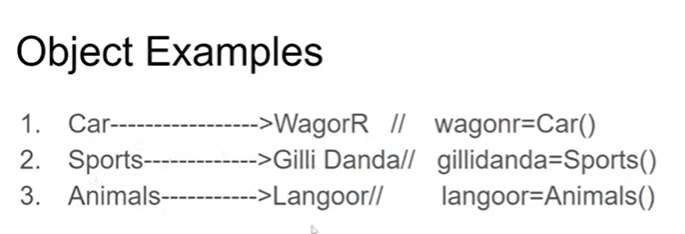 Object Examples
1. Car----------------->WagorR // wagonr=Car()
2. Sports------------->Gilli Danda// gillidanda=Sports()
3. Animals----------->Langoor// langoor=Animals()